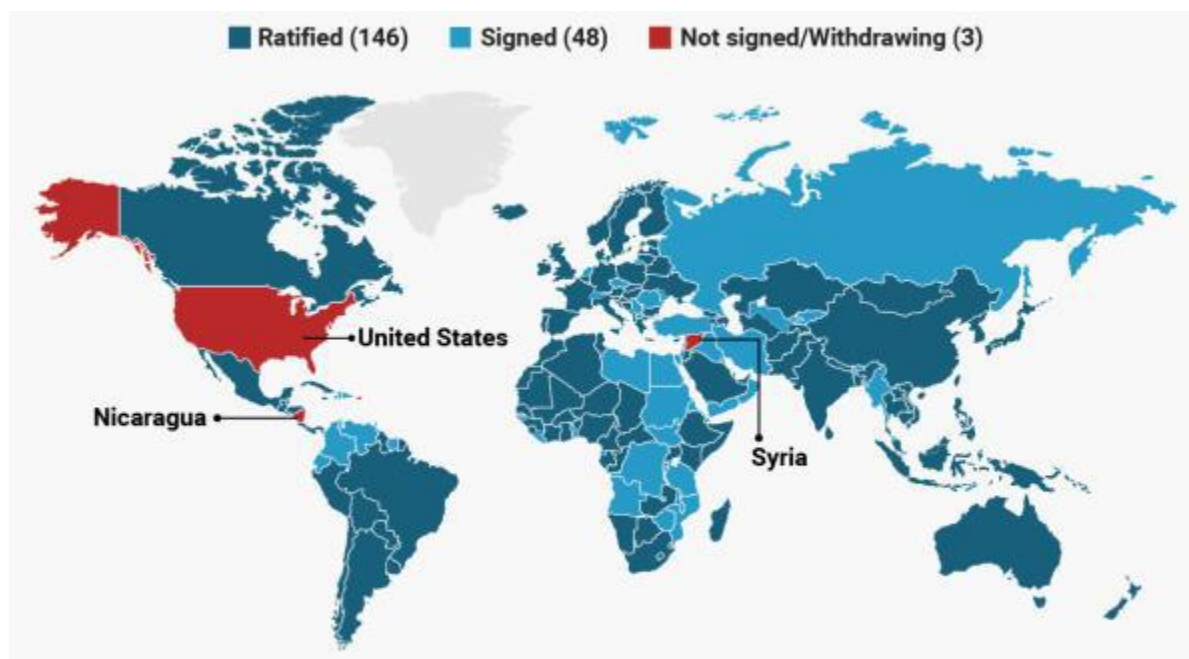 Ratified (146) Signed (48) Not signed/Withdrawing (3)
United States
Nicaragua
Syria